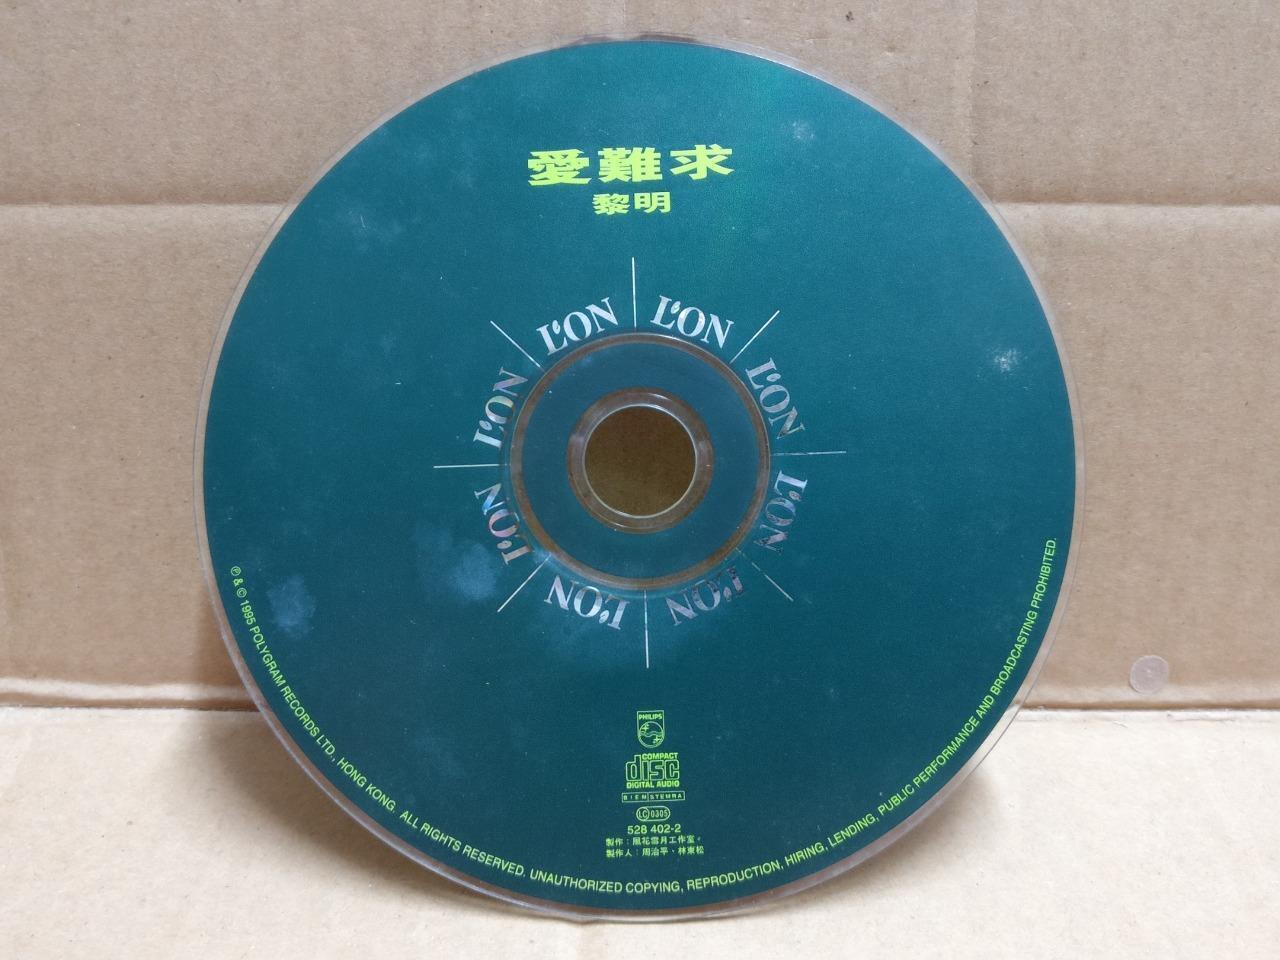 愛難求
黎明
L'ON
L'ON
L'ON
L'ON
L'ON
L'ON
L'ON
L'ON
PHILIPS
COMPACT
disc
DIGITAL AUDIO
BIEM STEMRA
LC 0305
528 402-2
製作：風花雪月工作室。
製作人：周治平、林東松
℗ & © 1995 POLYGRAM RECORDS LTD., HONG KONG. ALL RIGHTS RESERVED. UNAUTHORIZED COPYING, REPRODUCTION, HIRING, LENDING, PUBLIC PERFORMANCE AND BROADCASTING PROHIBITED.